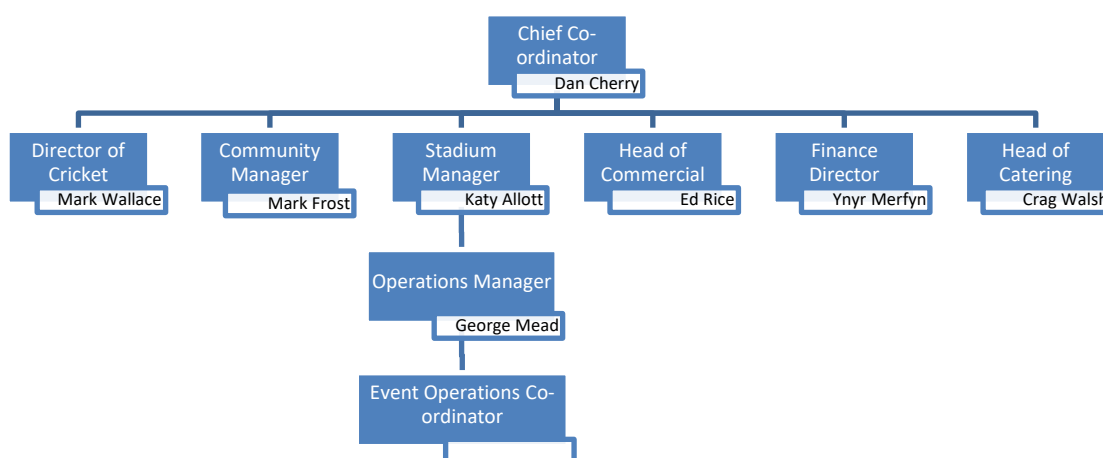 Chief Co-
ordinator
Dan Cherry
Director of
Cricket
Mark Wallace
Community
Manager
Mark Frost
Stadium
Manager
Katy Allott
Head of
Commercial
Ed Rice
Finance
Director
Ynyr Merfyn
Head of
Catering
Crag Walsh
Operations Manager
George Mead
Event Operations Co-
ordinator